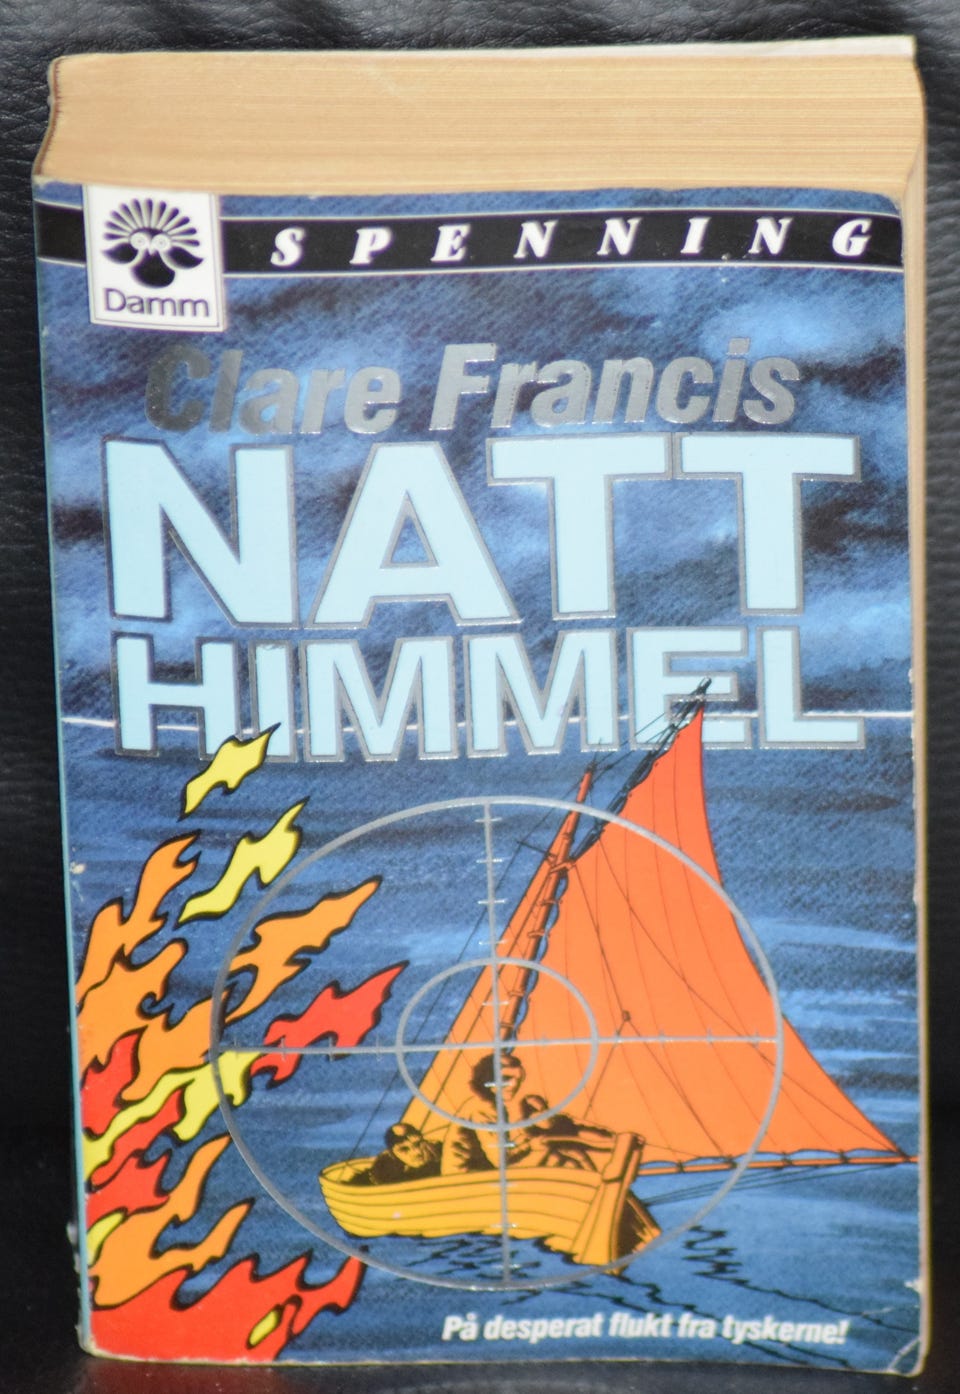 SPENNING
Damm
Clare Francis
NATT
HIMMEL
På desperat flukt fra tyskerne!